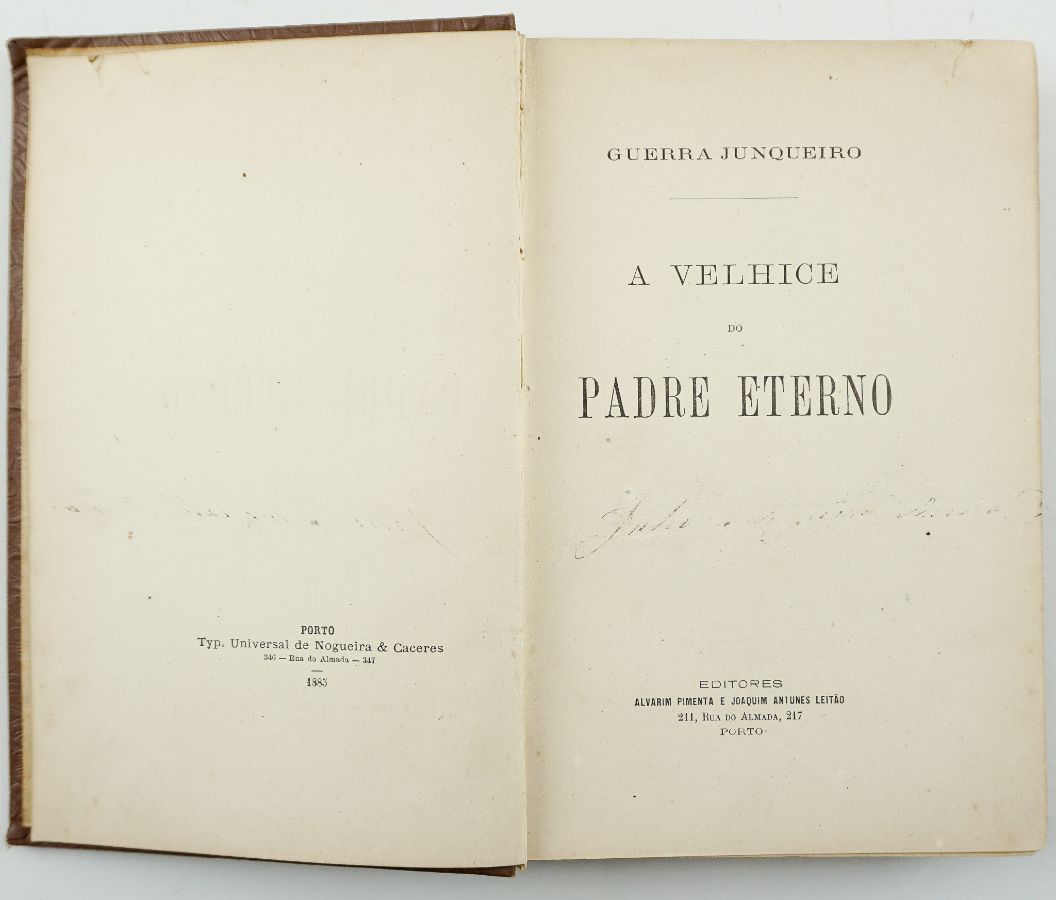 PORTO
Typ. Universal de Nogueira & Caceres
346 — Rua do Almada — 347
1885
GUERRA JUNQUEIRO
A VELHICE
DO
PADRE ETERNO
EDITORES
ALVARIM PIMENTA E JOAQUIM ANTUNES LEITÃO
211, RUA DO ALMADA, 217
PORTO